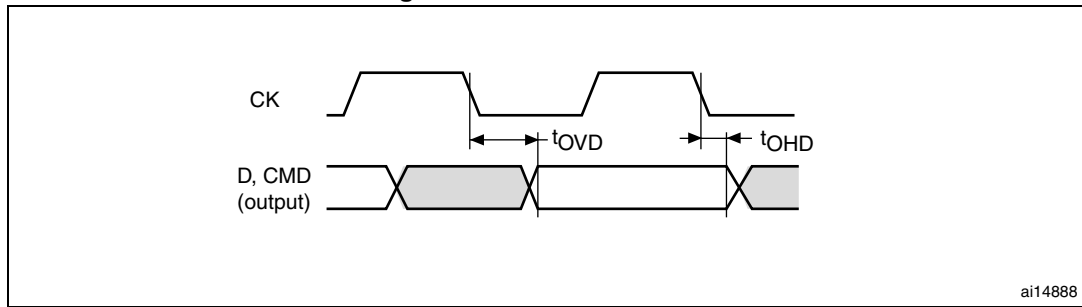 CK
tOVD
tOHD
D, CMD
(output)
ai14888